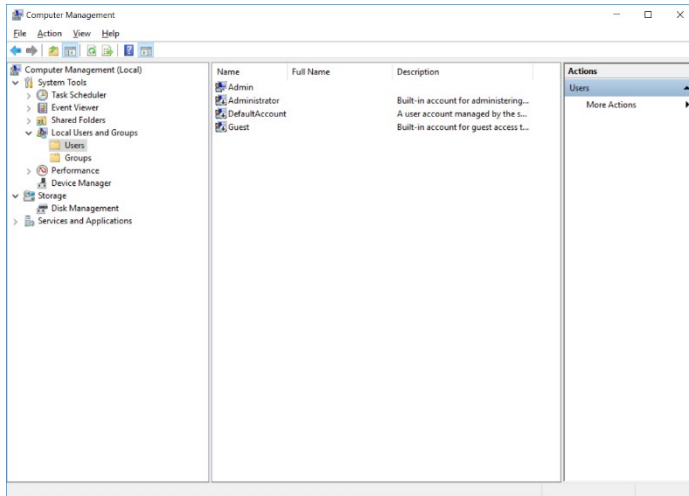 Computer Management
File Action View Help
Computer Management (Local)
System Tools
Task Scheduler
Event Viewer
Shared Folders
Local Users and Groups
Users
Groups
Performance
Device Manager
Storage
Disk Management
Services and Applications
Name Full Name Description
Admin
Administrator Built-in account for administering...
DefaultAccount A user account managed by the s...
Guest Built-in account for guest access t...
Actions
Users
More Actions